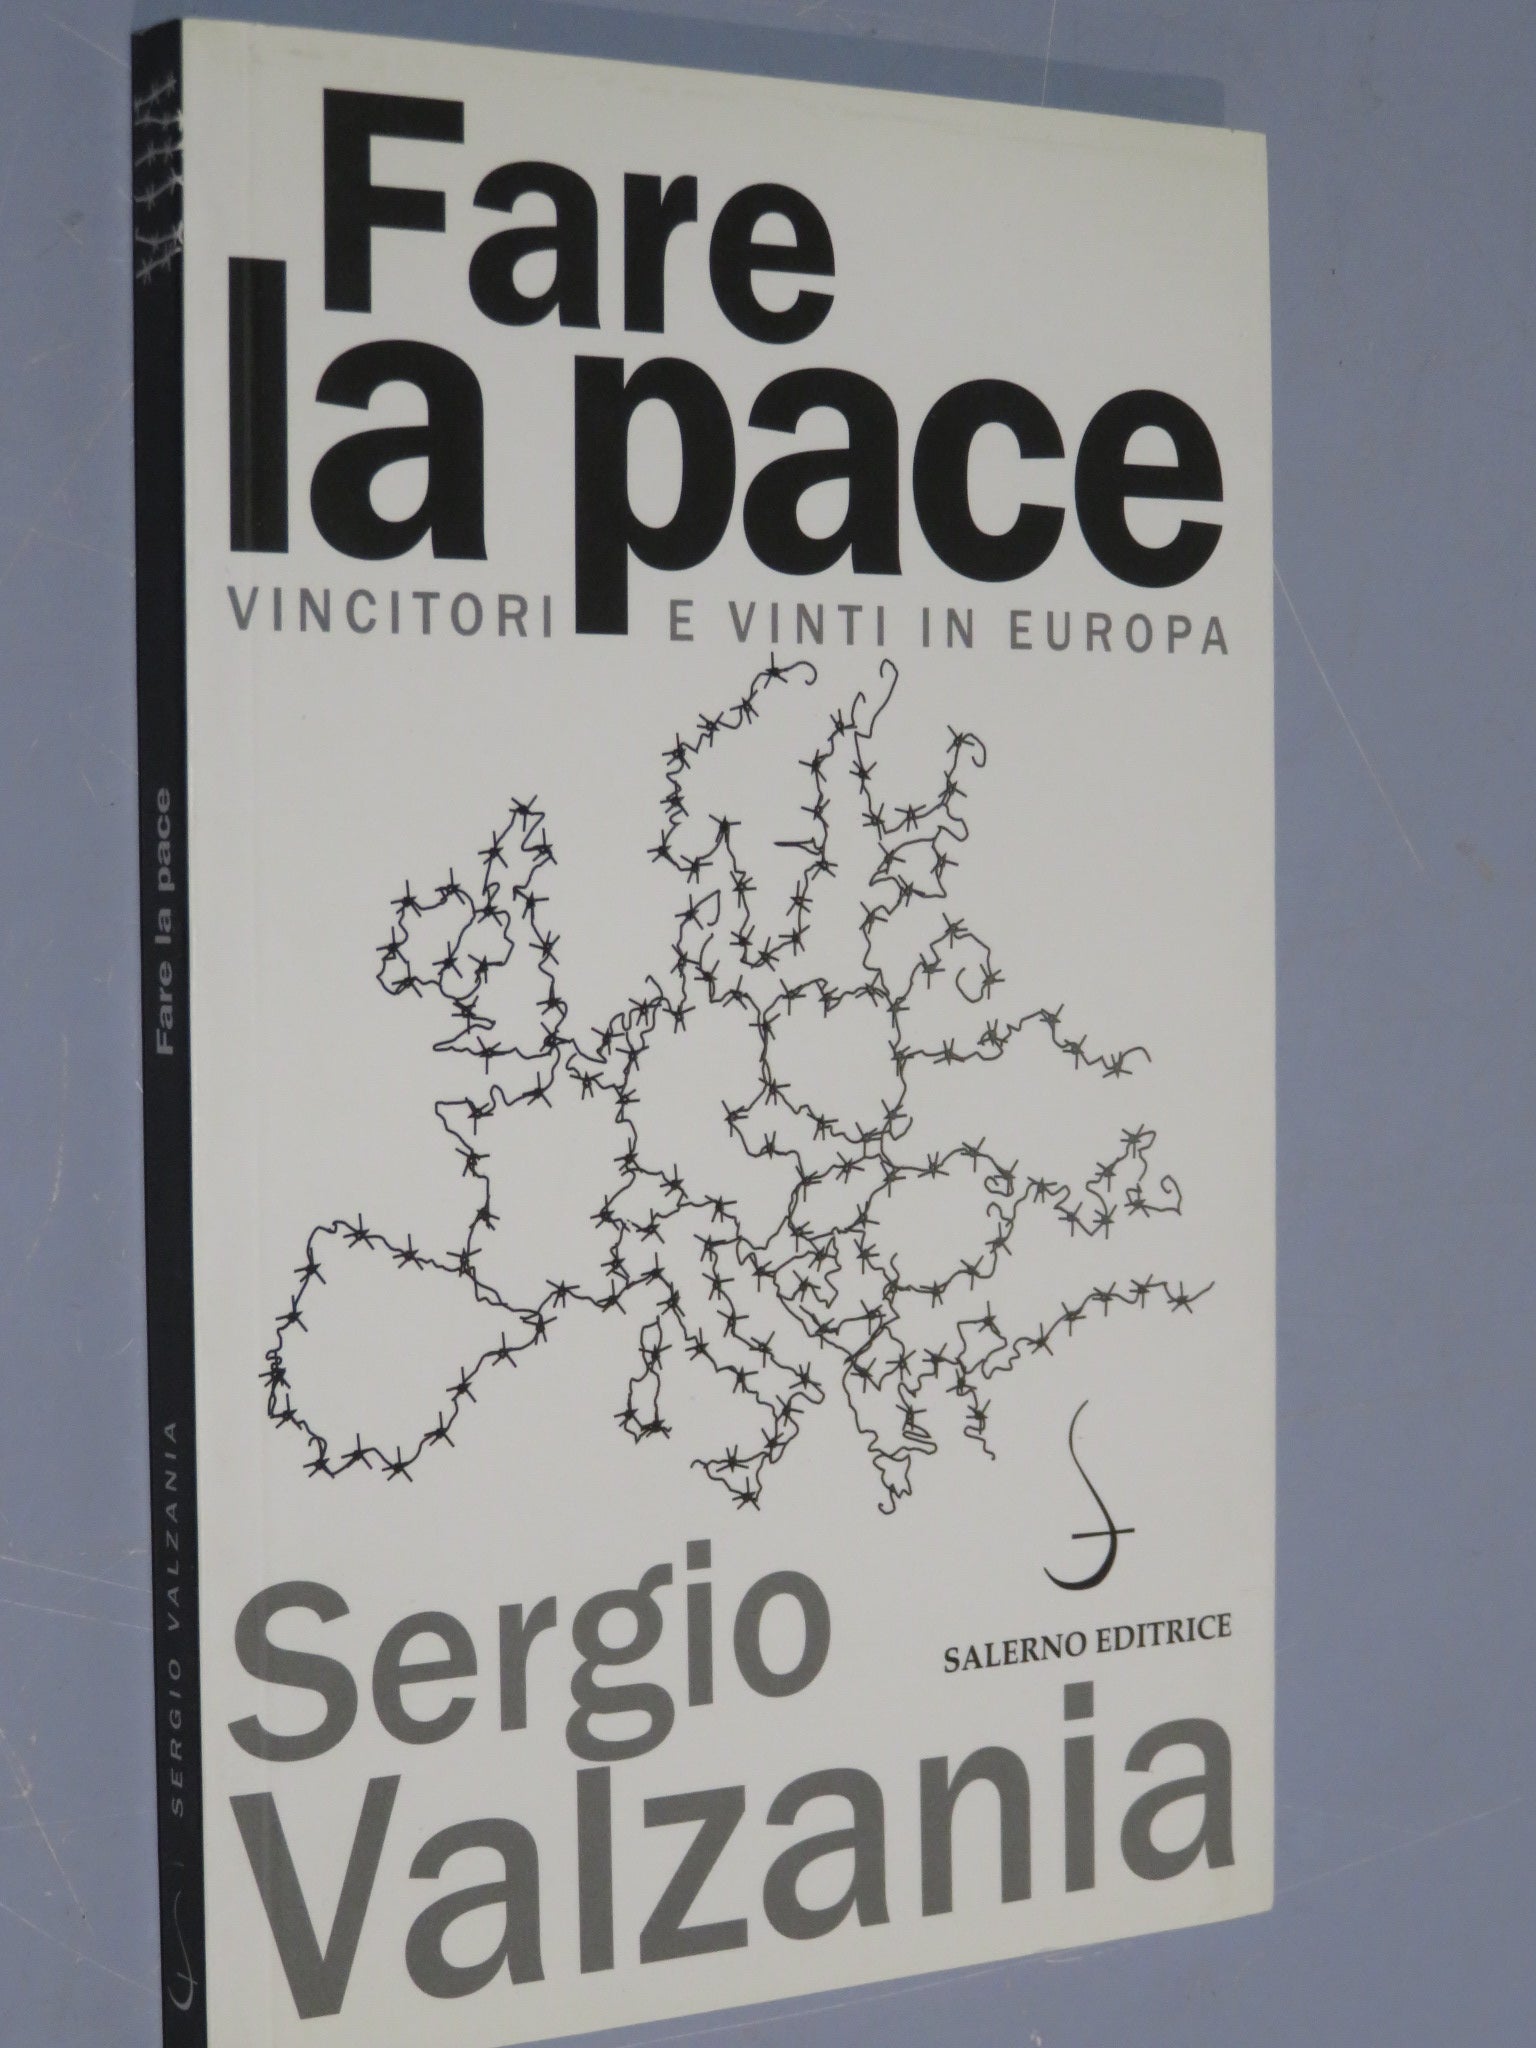 Fare
la pace
VINCITORI E VINTI IN EUROPA
SALERNO EDITRICE
Sergio
Valzania
Fare la pace
SERGIO VALZANIA